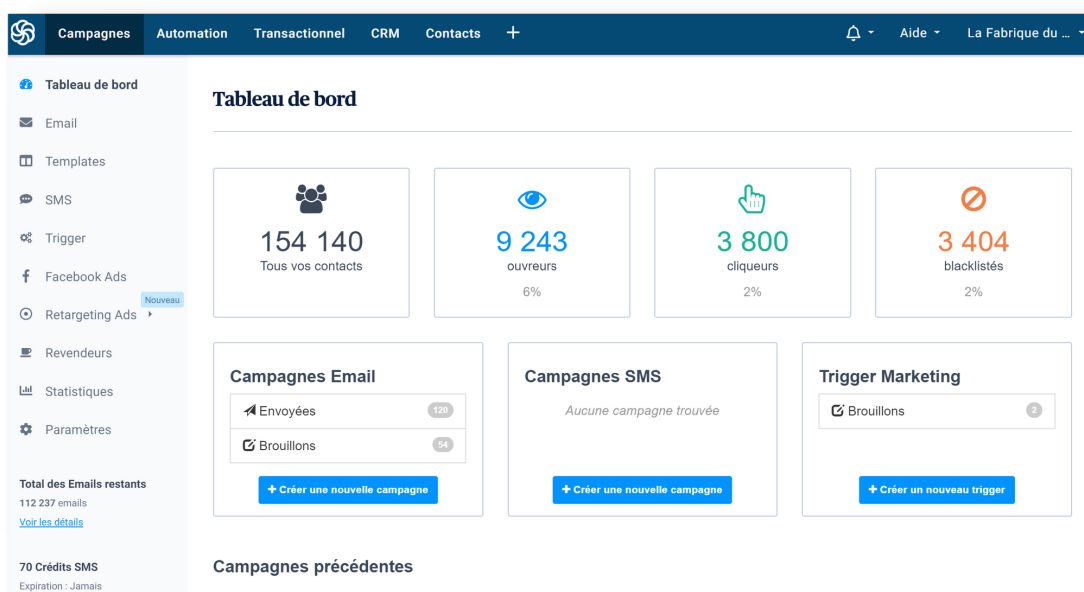 Campagnes Automation Transactionnel CRM Contacts + Aide La Fabrique du ...
Tableau de bord
Email
Templates
SMS
Trigger
Facebook Ads
Nouveau
Retargeting Ads
Revendeurs
Statistiques
Paramètres
Total des Emails restants
112 237 emails
Voir les détails
70 Crédits SMS
Expiration : Jamais
Tableau de bord
154 140
Tous vos contacts
9 243
ouvreurs
6%
3 800
cliqueurs
2%
3 404
blacklistés
2%
Campagnes Email
Envoyées 120
Brouillons 54
+ Créer une nouvelle campagne
Campagnes SMS
Aucune campagne trouvée
+ Créer une nouvelle campagne
Trigger Marketing
Brouillons 2
+ Créer un nouveau trigger
Campagnes précédentes